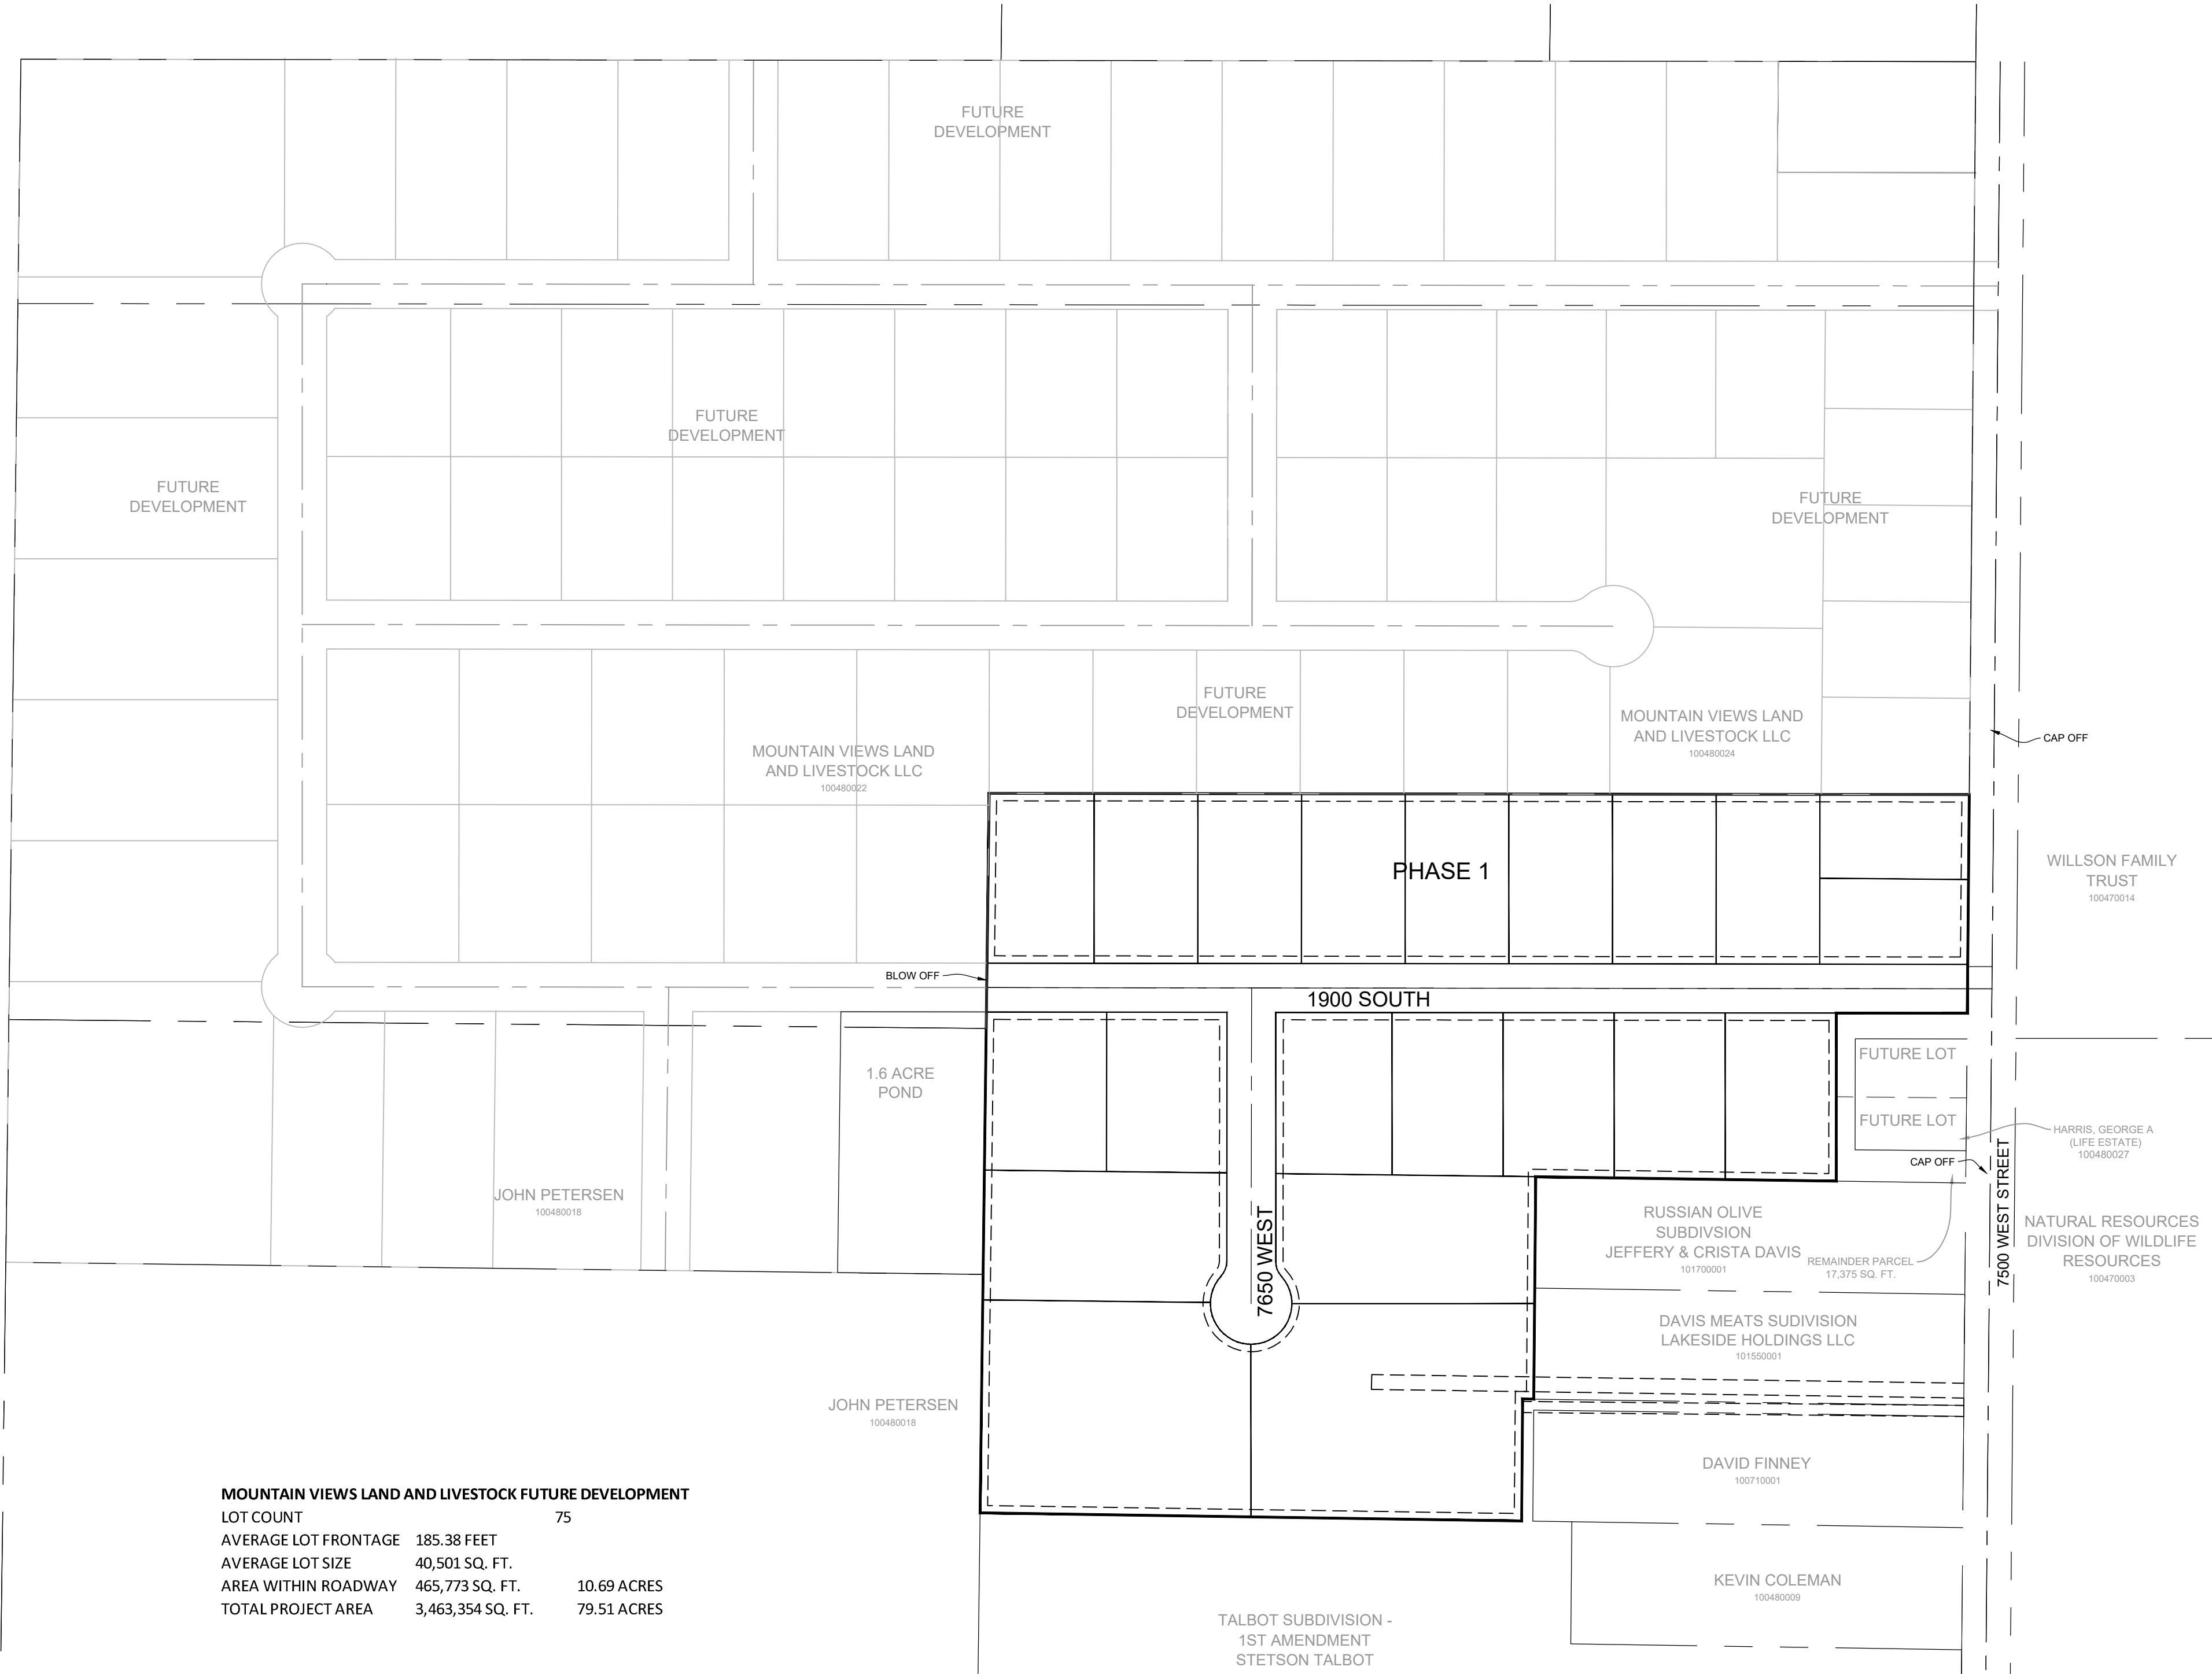 FUTURE
DEVELOPMENT
FUTURE
DEVELOPMENT
FUTURE
DEVELOPMENT
FUTURE
DEVELOPMENT
FUTURE
DEVELOPMENT
MOUNTAIN VIEWS LAND
AND LIVESTOCK LLC
100480024
CAP OFF
MOUNTAIN VIEWS LAND
AND LIVESTOCK LLC
100480022
PHASE 1
WILLSON FAMILY
TRUST
100470014
BLOW OFF
1900 SOUTH
1.6 ACRE
POND
FUTURE LOT
FUTURE LOT
HARRIS, GEORGE A
(LIFE ESTATE)
100480027
CAP OFF
7500 WEST STREET
JOHN PETERSEN
100480018
7650 WEST
RUSSIAN OLIVE
SUBDIVSION
JEFFERY & CRISTA DAVIS
101700001
REMAINDER PARCEL
17,375 SQ. FT.
NATURAL RESOURCES
DIVISION OF WILDLIFE
RESOURCES
100470003
DAVIS MEATS SUDIVISION
LAKESIDE HOLDINGS LLC
101550001
JOHN PETERSEN
100480018
DAVID FINNEY
100710001
MOUNTAIN VIEWS LAND AND LIVESTOCK FUTURE DEVELOPMENT
LOT COUNT 75
AVERAGE LOT FRONTAGE 185.38 FEET
AVERAGE LOT SIZE 40,501 SQ. FT.
AREA WITHIN ROADWAY 465,773 SQ. FT. 10.69 ACRES
TOTAL PROJECT AREA 3,463,354 SQ. FT. 79.51 ACRES
KEVIN COLEMAN
100480009
TALBOT SUBDIVISION -
1ST AMENDMENT
STETSON TALBOT